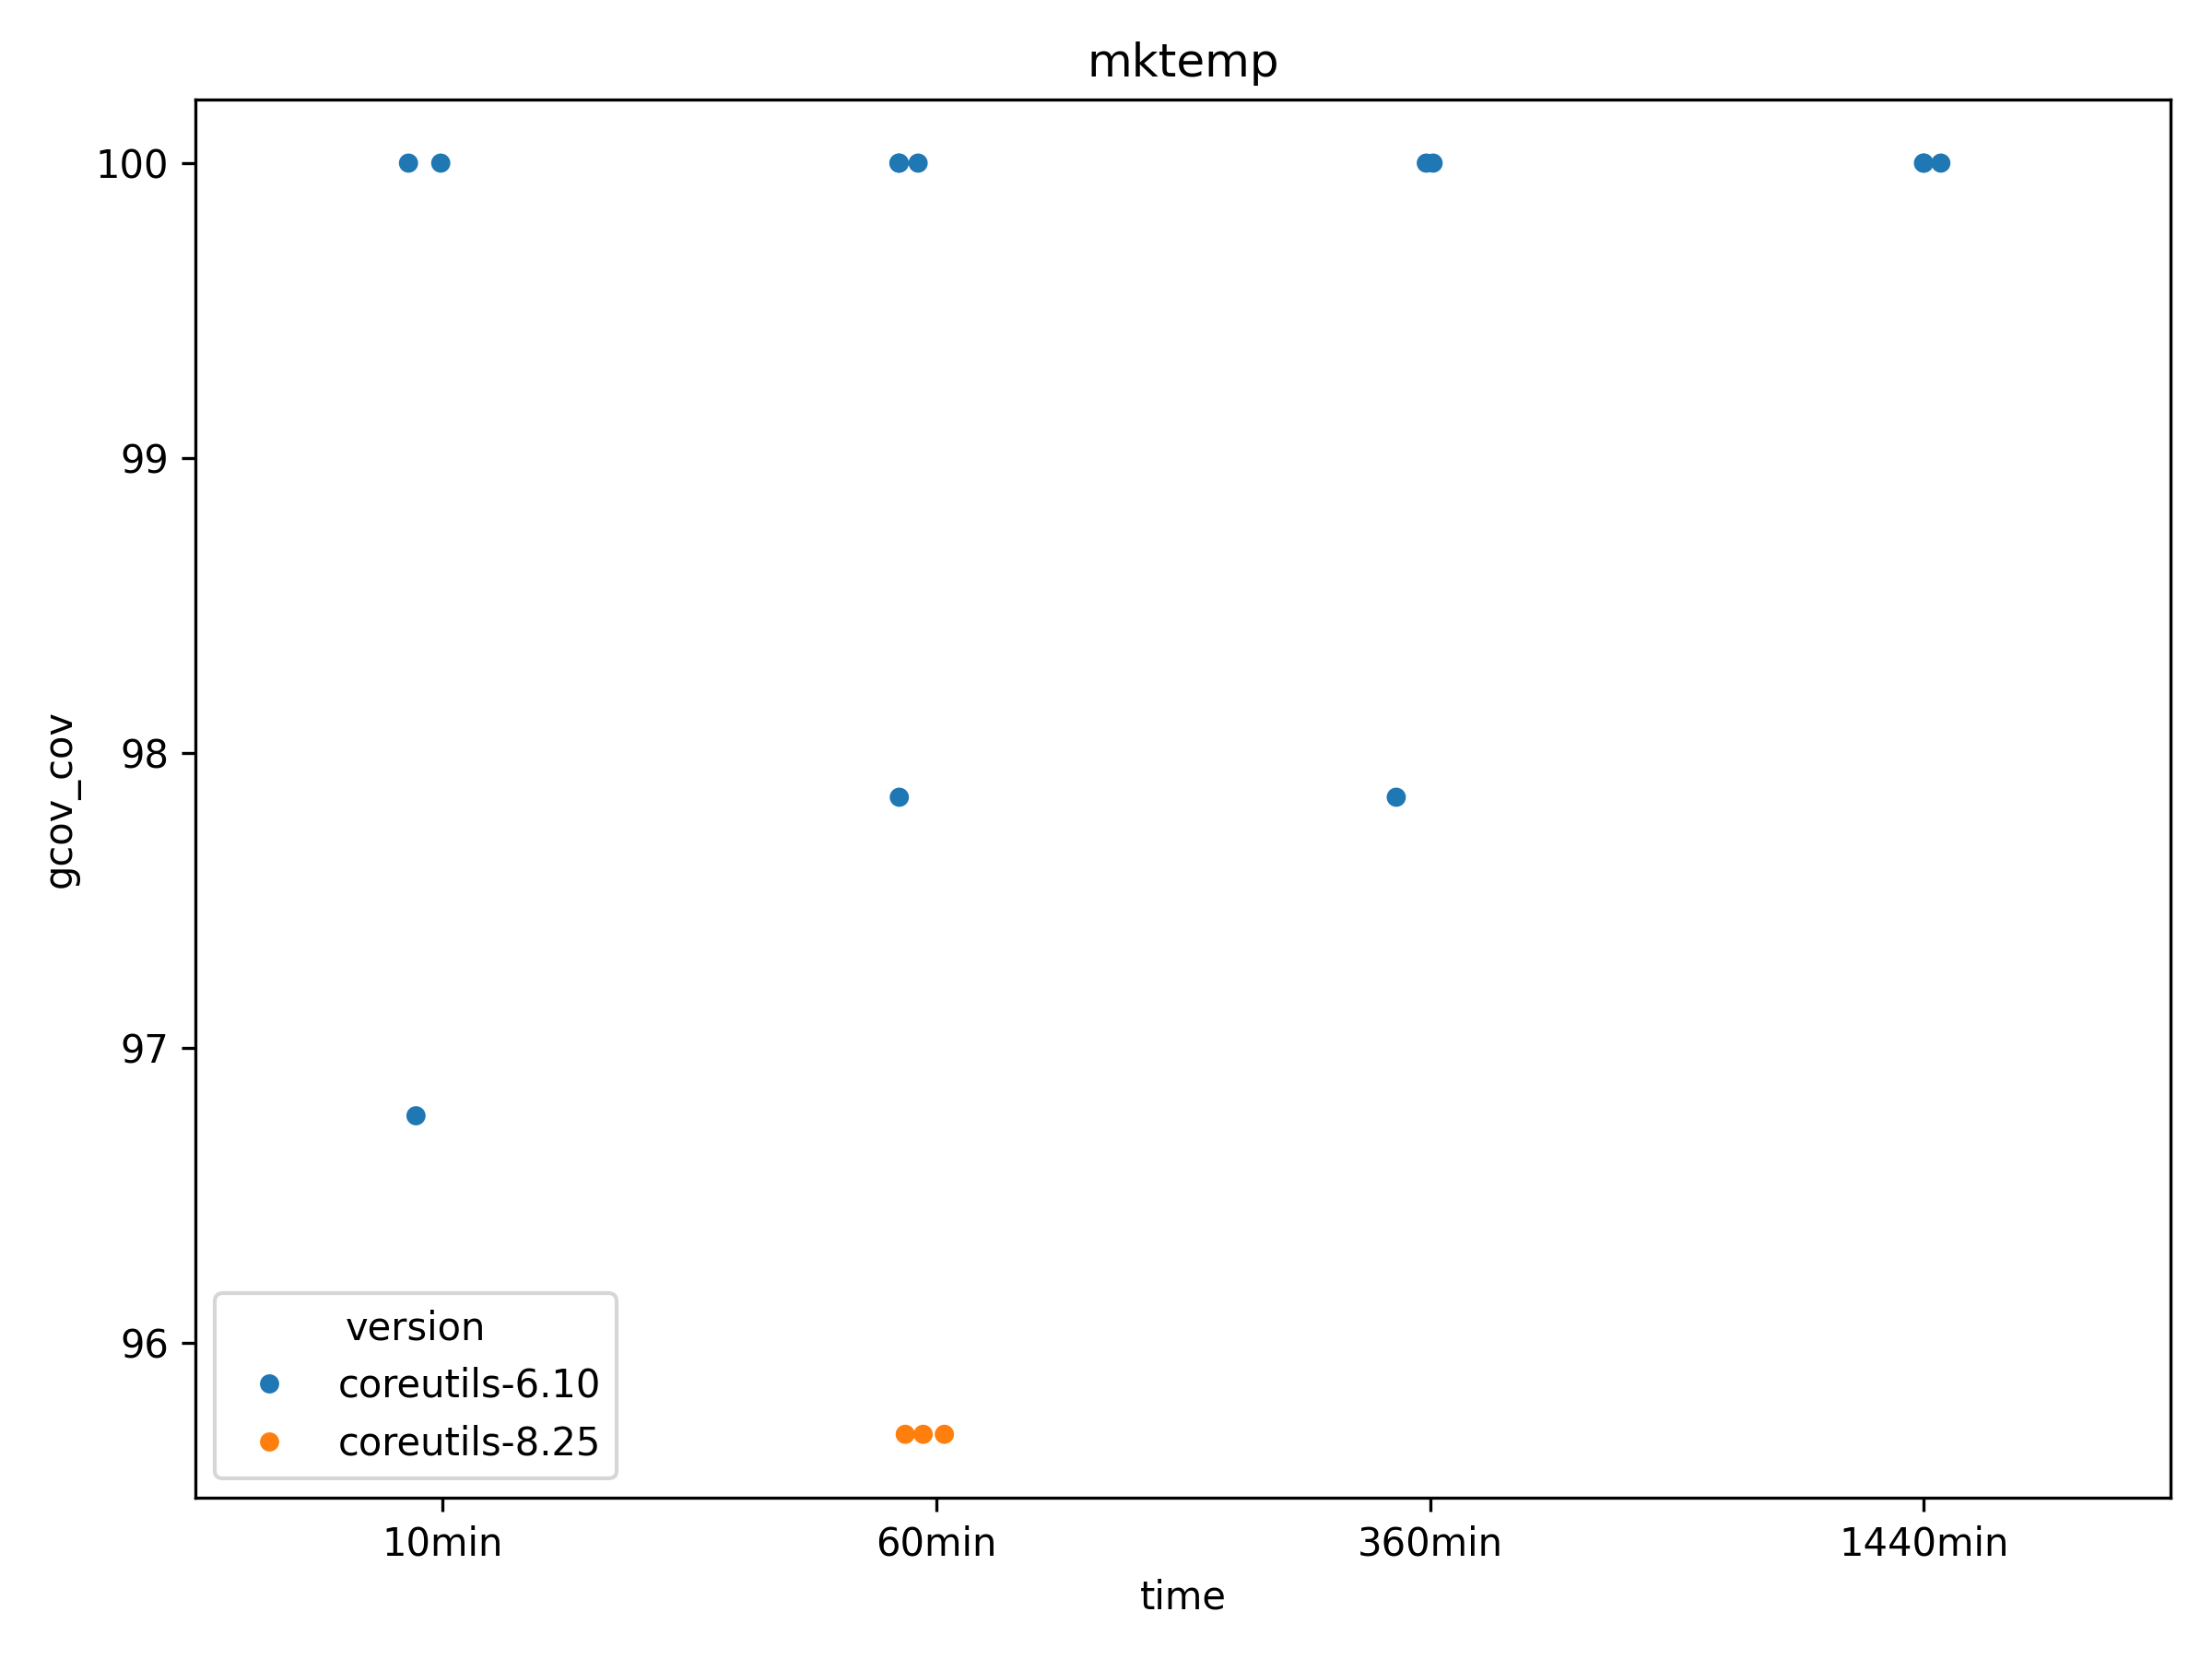 mktemp
100
99
98
97
96
gcov_cov
version
coreutils-6.10
coreutils-8.25
10min
60min
360min
1440min
time